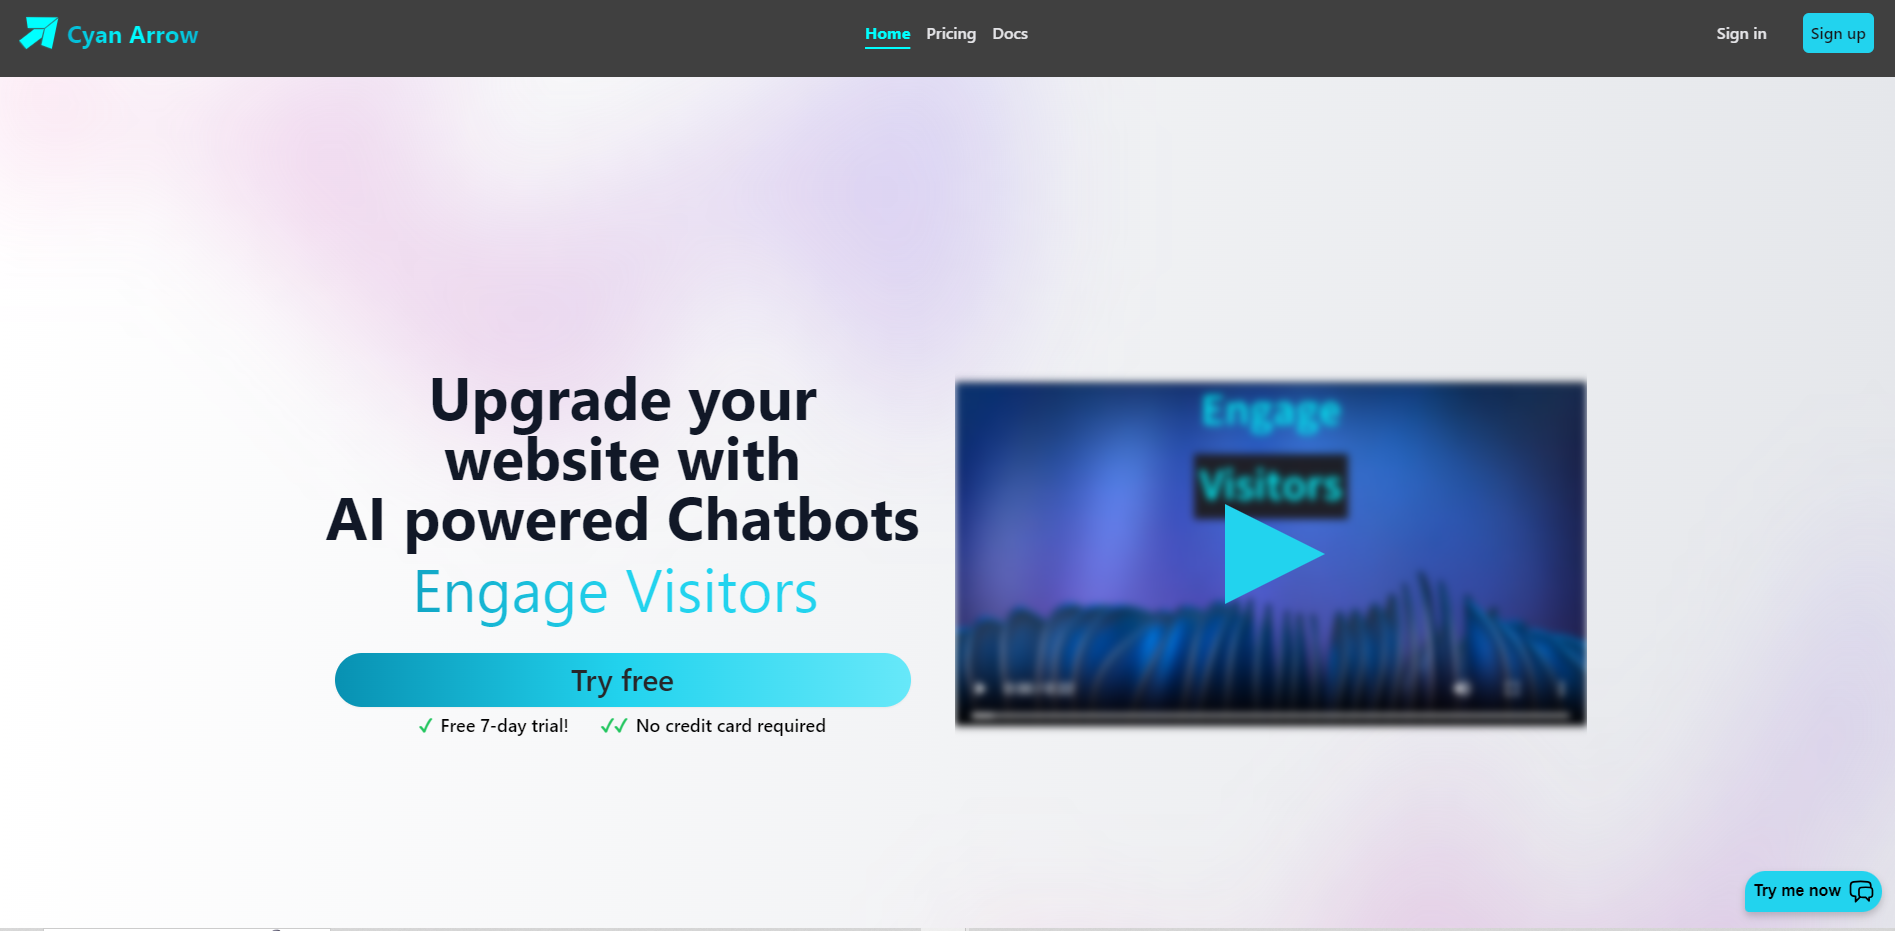 Cyan Arrow
Home
Pricing
Docs
Sign in
Sign up
Upgrade your
website with
AI powered Chatbots
Engage Visitors
Try free
Free 7-day trial!
No credit card required
Engage
Visitors
Try me now